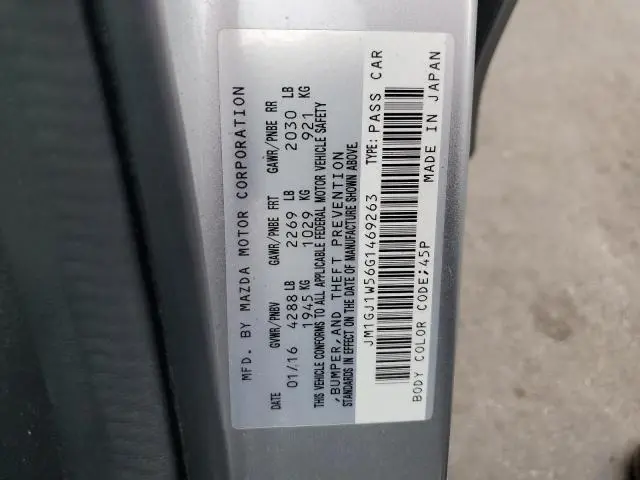 MFD. BY MAZDA MOTOR CORPORATION
DATE GVWR/PNBV GAWR/PNBE FRT GAWR/PNBE RR
01/16 4288 LB 2269 LB 2030 LB
1945 KG 1029 KG 921 KG
THIS VEHICLE CONFORMS TO ALL APPLICABLE FEDERAL MOTOR VEHICLE SAFETY
,BUMPER,AND THEFT PREVENTION
STANDARDS IN EFFECT ON THE DATE OF MANUFACTURE SHOWN ABOVE
JM1GJ1W56G1469263 TYPE: PASS CAR
BODY COLOR CODE;45P MADE IN JAPAN